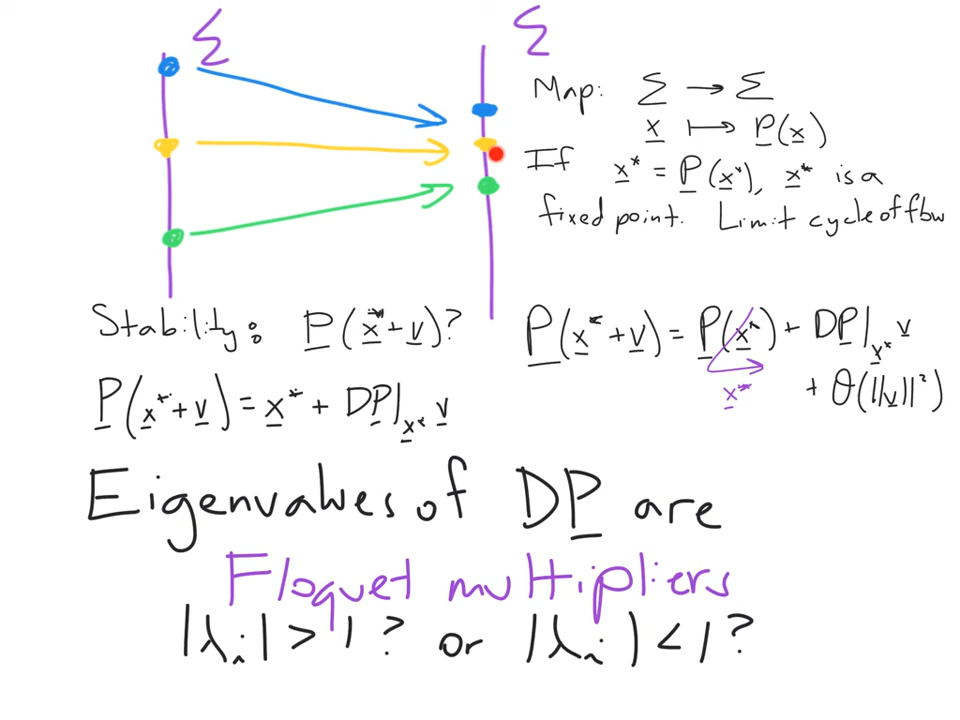 Σ Σ
Map: Σ → Σ
x ↦ P(x)
If x* = P(x*), x* is a
fixed point. Limit cycle of flow
Stability: P(x*+v)?
P(x*+v) = P(x*) + DP|x* v
x* + O(||v||²)
P(x*+v) = x* + DP|x* v
Eigenvalues of DP are
Floquet multipliers
|λi| > 1? or |λi| < 1?